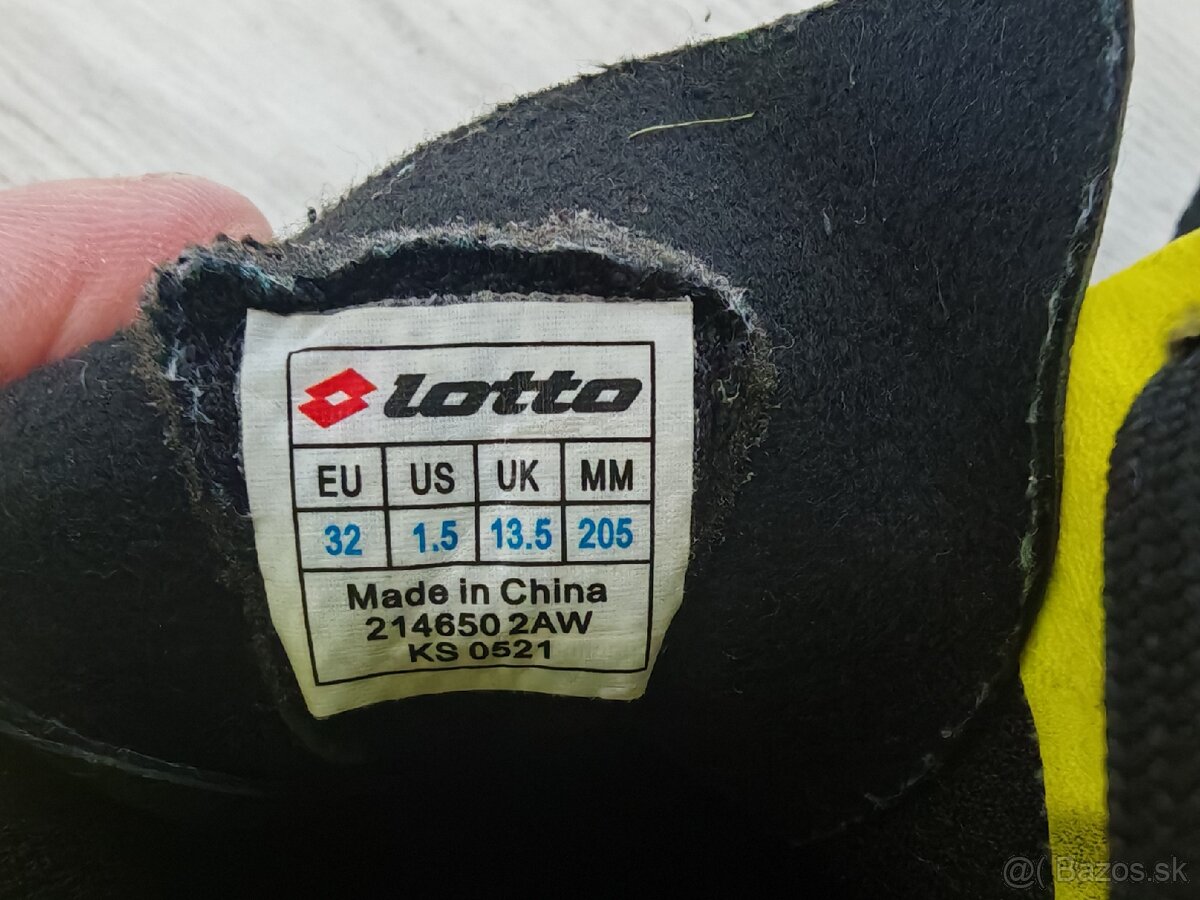 lotto
EU US UK MM
32 1.5 13.5 205
Made in China
214650 2AW
KS 0521
@( Bazos.sk